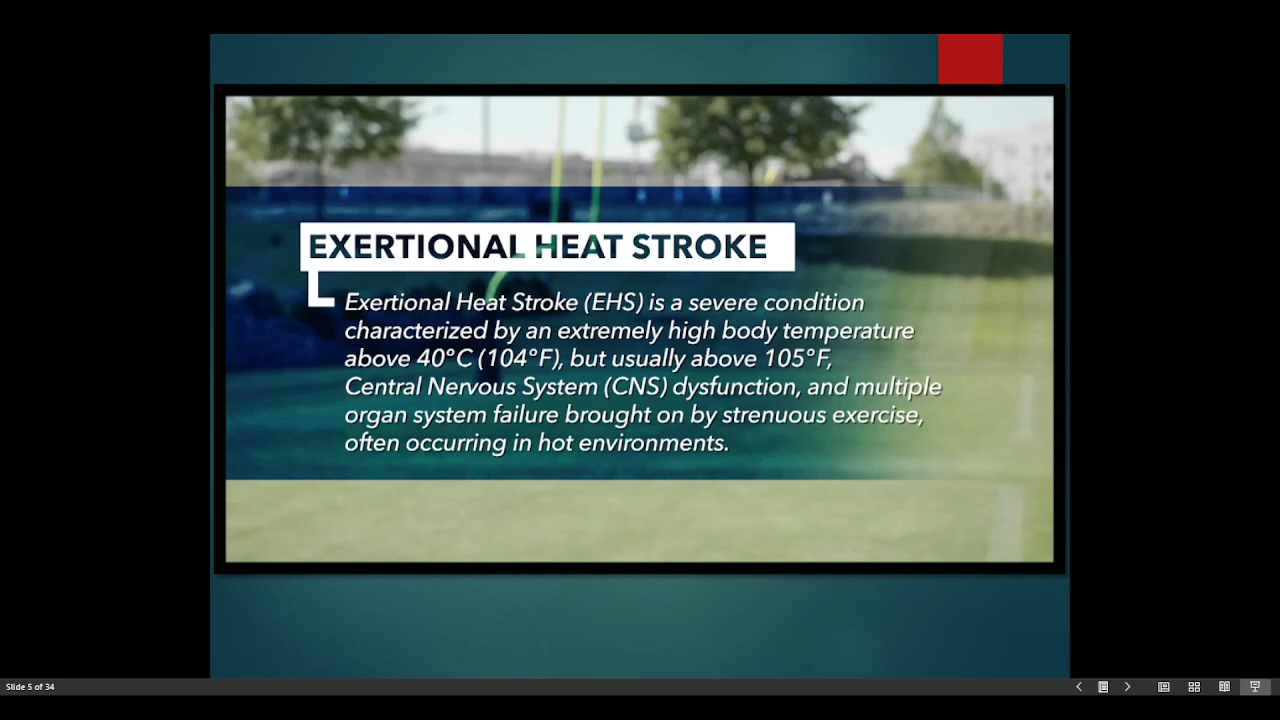 EXERTIONAL HEAT STROKE
Exertional Heat Stroke (EHS) is a severe condition
characterized by an extremely high body temperature
above 40°C (104°F), but usually above 105°F,
Central Nervous System (CNS) dysfunction, and multiple
organ system failure brought on by strenuous exercise,
often occurring in hot environments.
Slide 5 of 34